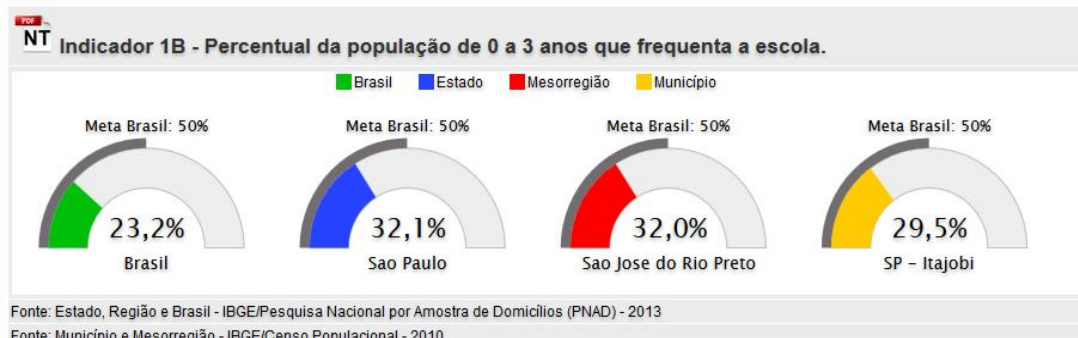 PDF
NT Indicador 1B - Percentual da população de 0 a 3 anos que frequenta a escola.
Brasil Estado Mesorregião Município
Meta Brasil: 50% Meta Brasil: 50% Meta Brasil: 50% Meta Brasil: 50%
23,2% 32,1% 32,0% 29,5%
Brasil Sao Paulo Sao Jose do Rio Preto SP - Itajobi
Fonte: Estado, Região e Brasil - IBGE/Pesquisa Nacional por Amostra de Domicílios (PNAD) - 2013
Fonte: Município e Mesorregião - IBGE/Censo Populacional - 2010